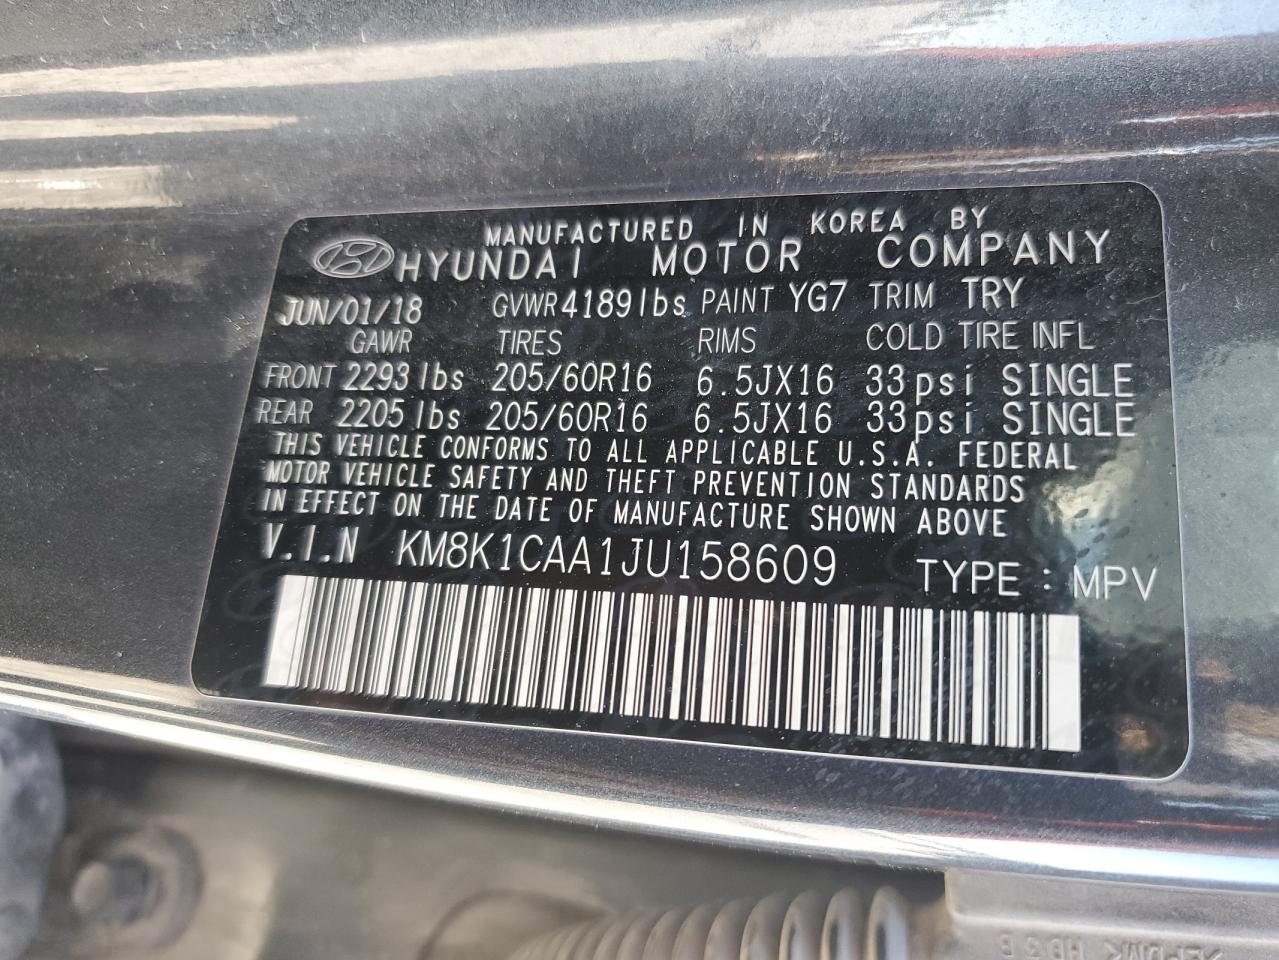 MANUFACTURED IN KOREA BY
HYUNDAI MOTOR COMPANY
JUN/01/18 GVWR 4189lbs PAINT YG7 TRIM TRY
GAWR TIRES RIMS COLD TIRE INFL
FRONT 2293lbs 205/60R16 6.5JX16 33psi SINGLE
REAR 2205lbs 205/60R16 6.5JX16 33psi SINGLE
THIS VEHICLE CONFORMS TO ALL APPLICABLE U.S.A. FEDERAL
MOTOR VEHICLE SAFETY AND THEFT PREVENTION STANDARDS
IN EFFECT ON THE DATE OF MANUFACTURE SHOWN ABOVE
V.I.N KM8K1CAA1JU158609 TYPE : MPV